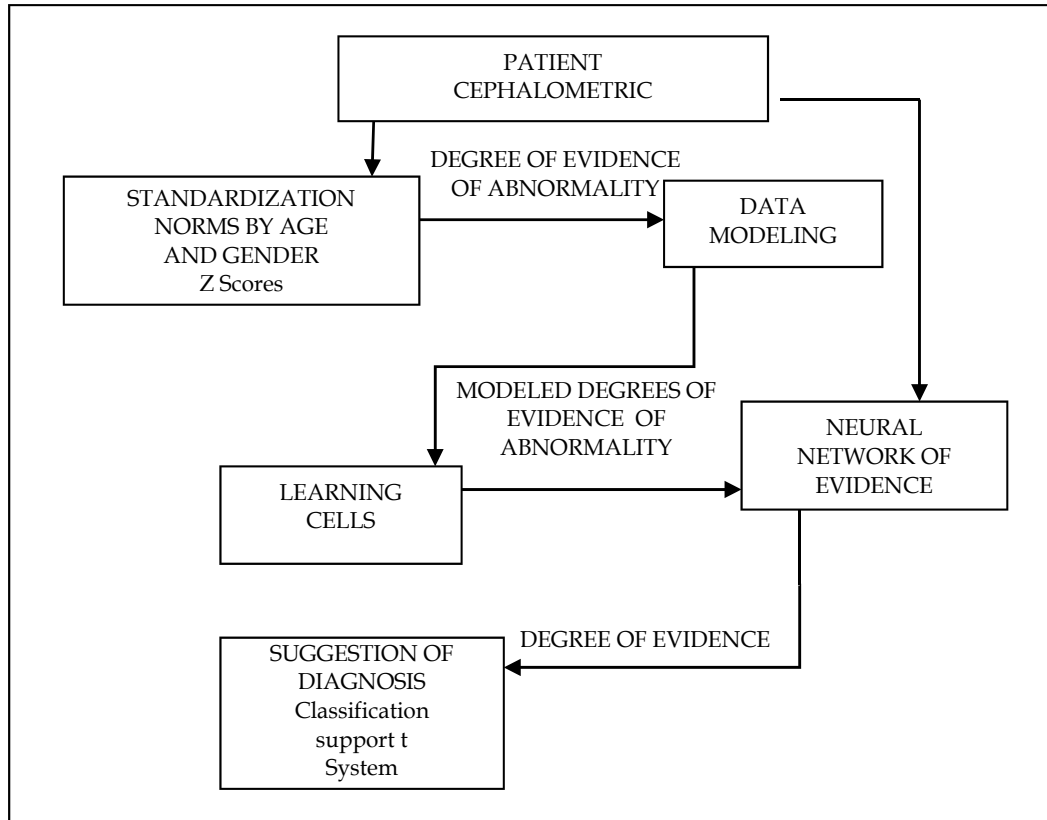 PATIENT
CEPHALOMETRIC
DEGREE OF EVIDENCE
OF ABNORMALITY
STANDARDIZATION
NORMS BY AGE
AND GENDER
Z Scores
DATA
MODELING
MODELED DEGREES OF
EVIDENCE OF
ABNORMALITY
NEURAL
NETWORK OF
EVIDENCE
LEARNING
CELLS
DEGREE OF EVIDENCE
SUGGESTION OF
DIAGNOSIS
Classification
support t
System